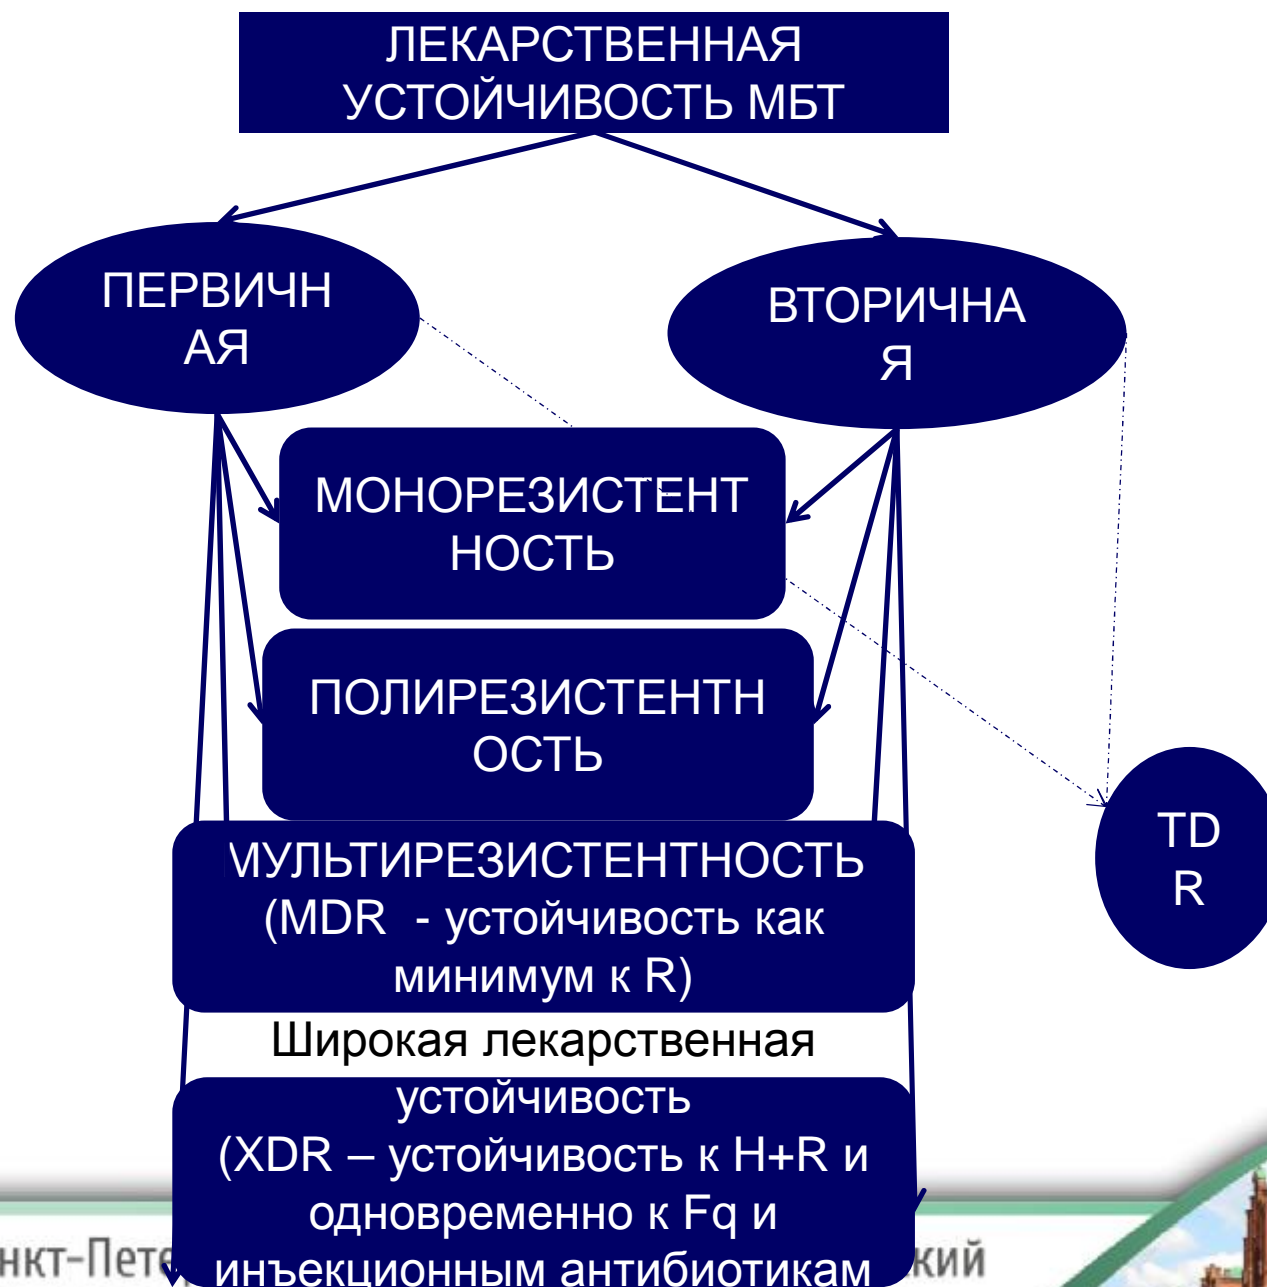 ЛЕКАРСТВЕННАЯ
УСТОЙЧИВОСТЬ МБТ
ПЕРВИЧН
АЯ
ВТОРИЧНА
Я
МОНОРЕЗИСТЕНТ
НОСТЬ
ПОЛИРЕЗИСТЕНТН
ОСТЬ
TD
R
МУЛЬТИРЕЗИСТЕНТНОСТЬ
(MDR - устойчивость как
минимум к R)
Широкая лекарственная
устойчивость
(XDR – устойчивость к H+R и
одновременно к Fq и
инъекционным антибиотикам